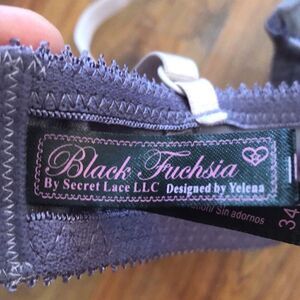 Black Fuchsia
By Secret Lace LLC Designed by Yelena
Sin adornos
34